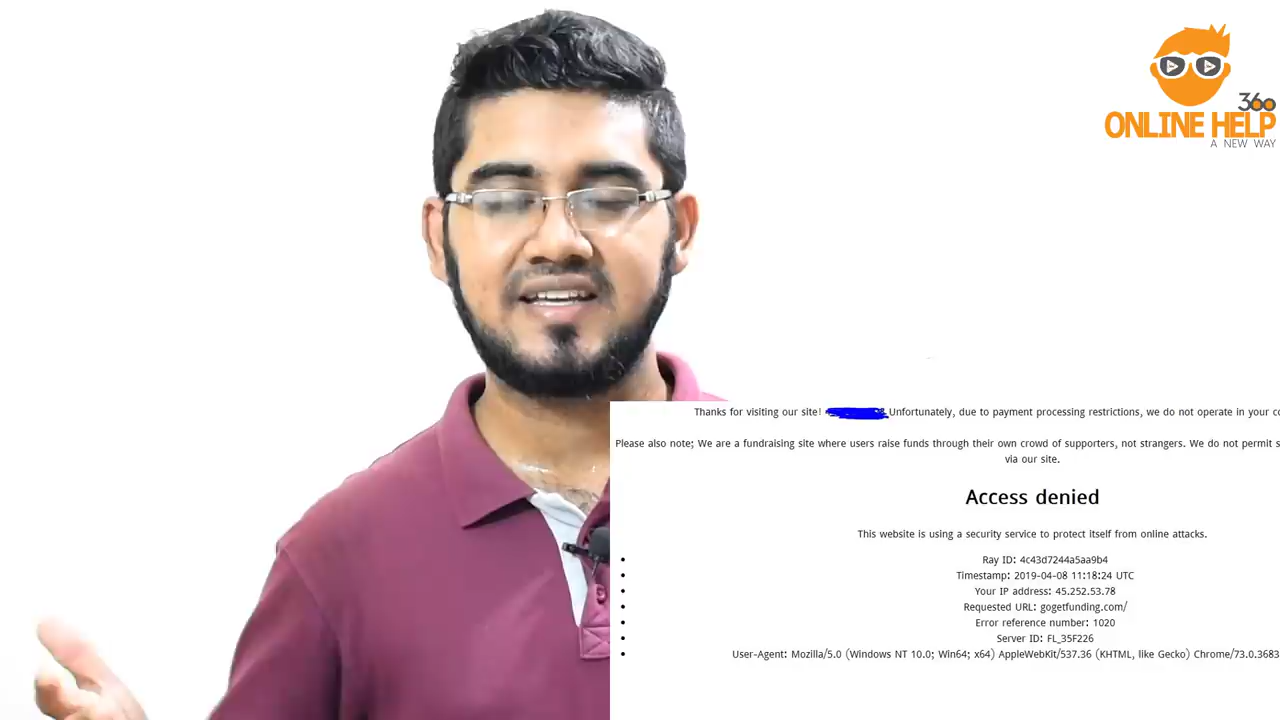 360
ONLINE HELP
A NEW WAY
Thanks for visiting our site! Unfortunately, due to payment processing restrictions, we do not operate in your
Please also note; We are a fundraising site where users raise funds through their own crowd of supporters, not strangers. We do not permit
via our site.
Access denied
This website is using a security service to protect itself from online attacks.
Ray ID: 4c43d7244a5aa9b4
Timestamp: 2019-04-08 11:18:24 UTC
Your IP address: 45.252.53.78
Requested URL: gogetfunding.com/
Error reference number: 1020
Server ID: FL_35F226
User-Agent: Mozilla/5.0 (Windows NT 10.0; Win64; x64) AppleWebKit/537.36 (KHTML, like Gecko) Chrome/73.0.3683